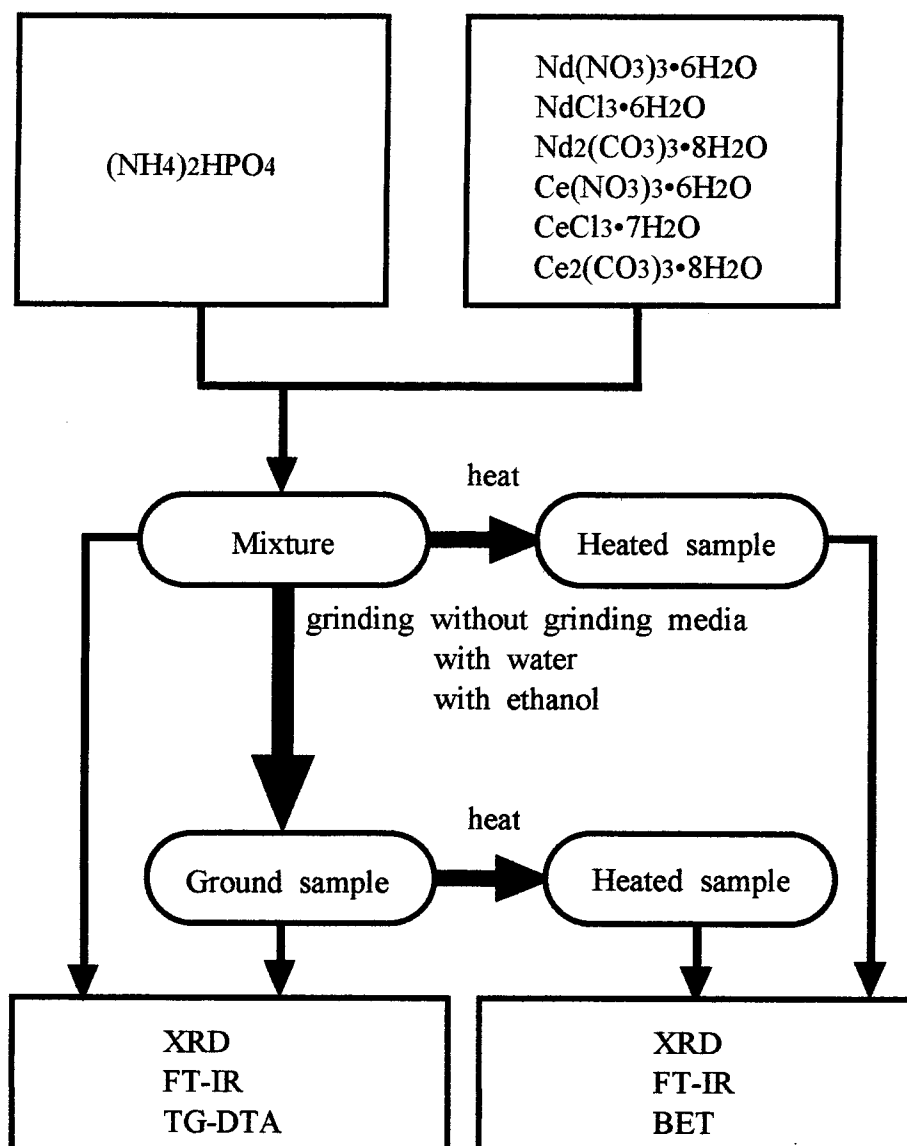 (NH4)2HPO4
Nd(NO3)3•6H2O
NdCl3•6H2O
Nd2(CO3)3•8H2O
Ce(NO3)3•6H2O
CeCl3•7H2O
Ce2(CO3)3•8H2O
heat
Mixture
Heated sample
grinding without grinding media
with water
with ethanol
heat
Ground sample
Heated sample
XRD
FT-IR
TG-DTA
XRD
FT-IR
BET